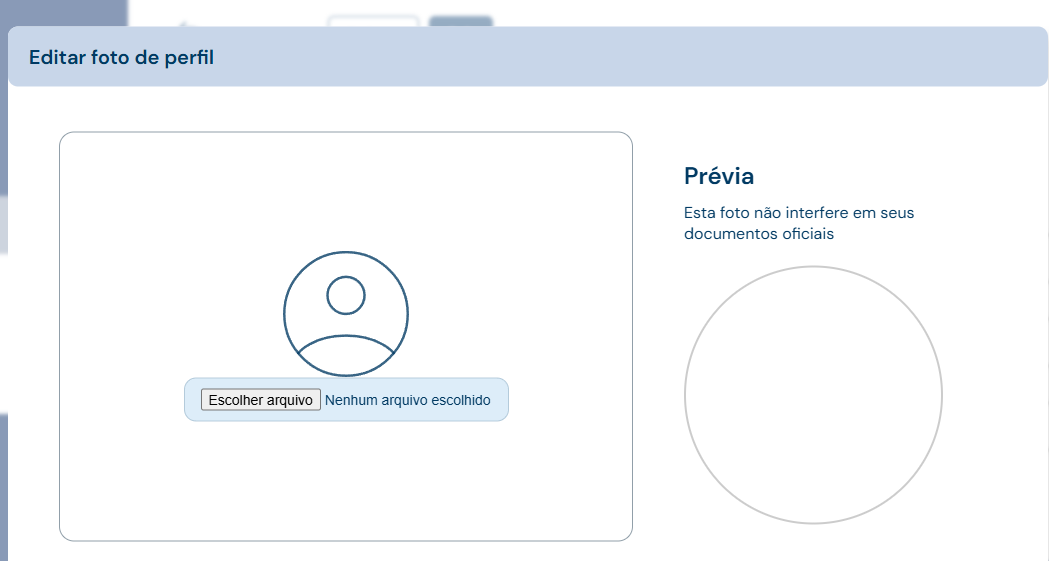 Editar foto de perfil
Prévia
Esta foto não interfere em seus
documentos oficiais
Escolher arquivo Nenhum arquivo escolhido